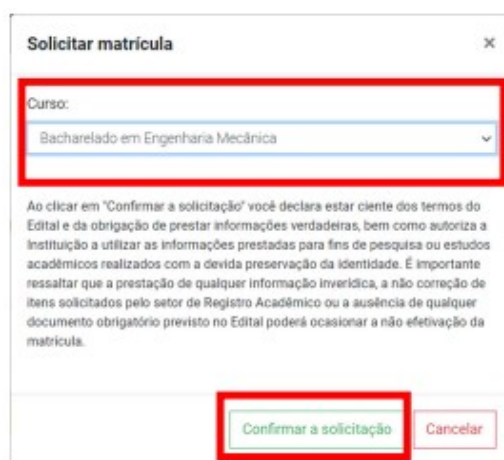 Solicitar matrícula ×
Curso:
Bacharelado em Engenharia Mecânica
Ao clicar em "Confirmar a solicitação" você declara estar ciente dos termos do
Edital e da obrigação de prestar informações verdadeiras, bem como autoriza a
Instituição a utilizar as informações prestadas para fins de pesquisa ou estudos
acadêmicos realizados com a devida preservação da identidade. É importante
ressaltar que a prestação de qualquer informação inverídica, a não correção de
itens solicitados pelo setor de Registro Acadêmico ou a ausência de qualquer
documento obrigatório previsto no Edital poderá ocasionar a não efetivação da
matrícula.
Confirmar a solicitação Cancelar